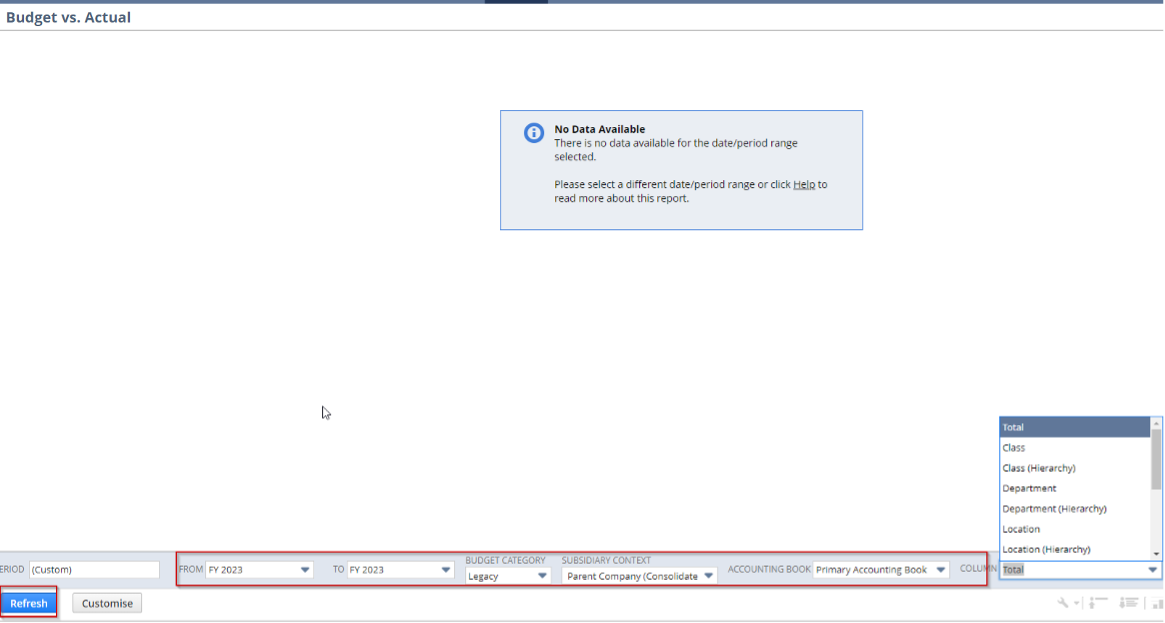 Budget vs. Actual
No Data Available
There is no data available for the date/period range
selected.
Please select a different date/period range or click Help to
read more about this report.
Total
Class
Class (Hierarchy)
Department
Department (Hierarchy)
Location
Location (Hierarchy)
ERIOD (Custom) FROM FY 2023 TO FY 2023 BUDGET CATEGORY Legacy SUBSIDIARY CONTEXT Parent Company (Consolidate ACCOUNTING BOOK Primary Accounting Book COLUMN Total
Refresh Customise